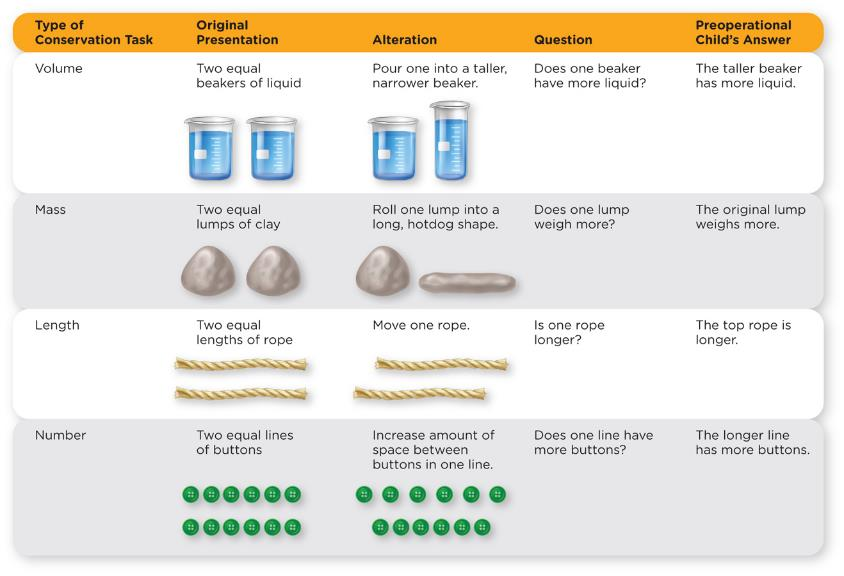 Type of
Conservation Task
Original
Presentation
Alteration
Question
Preoperational
Child's Answer
Volume
Two equal
beakers of liquid
Pour one into a taller,
narrower beaker.
Does one beaker
have more liquid?
The taller beaker
has more liquid.
Mass
Two equal
lumps of clay
Roll one lump into a
long, hotdog shape.
Does one lump
weigh more?
The original lump
weighs more.
Length
Two equal
lengths of rope
Move one rope.
Is one rope
longer?
The top rope is
longer.
Number
Two equal lines
of buttons
Increase amount of
space between
buttons in one line.
Does one line have
more buttons?
The longer line
has more buttons.